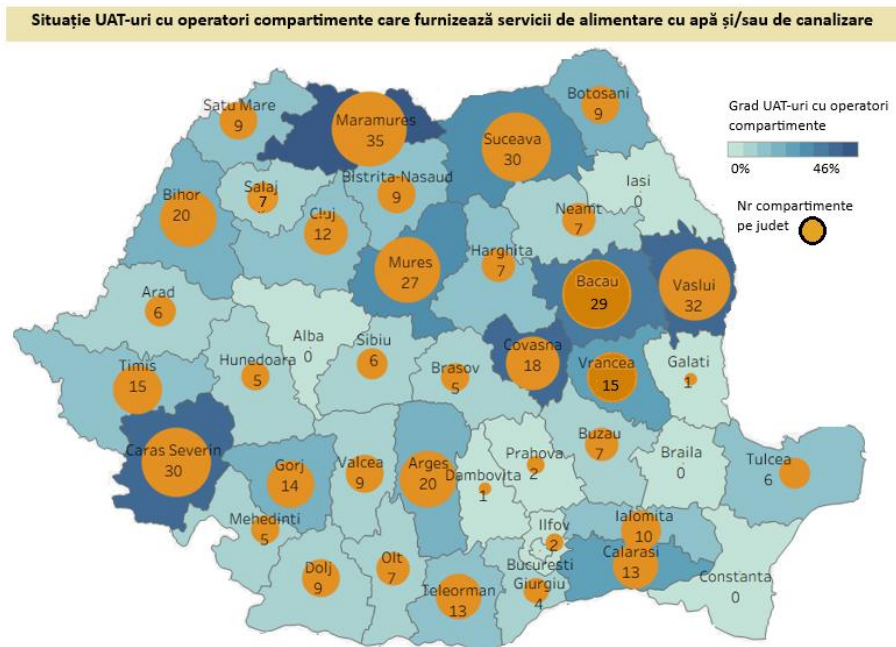 Situație UAT-uri cu operatori compartimente care furnizează servicii de alimentare cu apă și/sau de canalizare
Botosani
9
Satu Mare
9
Maramures
35
Suceava
30
Grad UAT-uri cu operatori
compartimente
0%
46%
Nr compartimente
pe judet
Iasi
0
Bihor
20
Salaj
7
Bistrita-Nasaud
9
Cluj
12
Neamt
7
Mures
27
Harghita
7
Bacau
29
Vaslui
32
Arad
6
Alba
0
Sibiu
6
Covasna
18
Timis
15
Hunedoara
5
Brasov
5
Vrancea
15
Galati
1
Caras Severin
30
Gorj
14
Valcea
9
Arges
20
Dambovita
1
Prahova
2
Buzau
7
Braila
0
Tulcea
6
Mehedinti
5
Ilfov
2
Ialomita
10
Bucuresti
Calarasi
13
Constanta
0
Dolj
9
Olt
7
Teleorman
13
Giurgiu
4